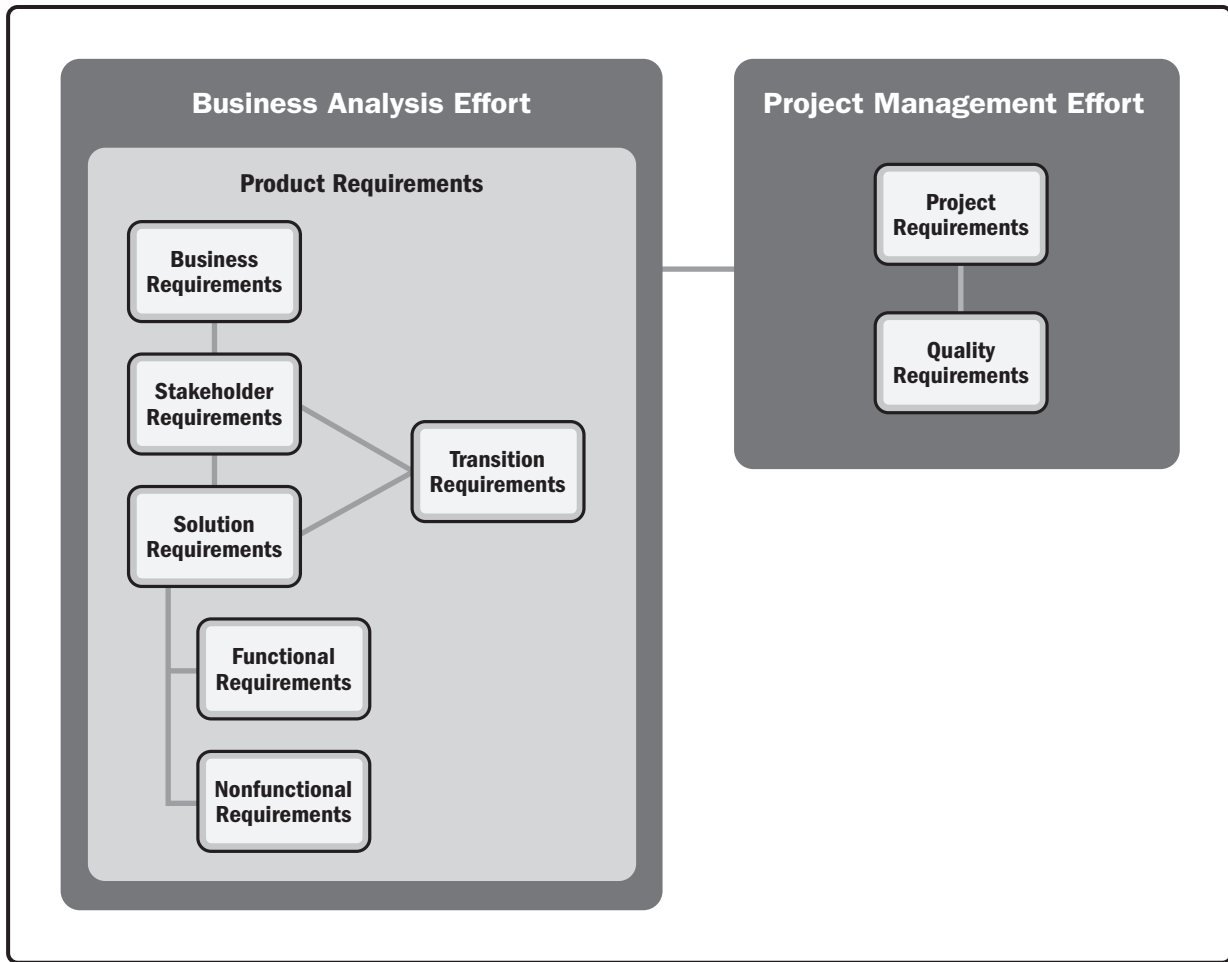 Business Analysis Effort
Product Requirements
Business
Requirements
Stakeholder
Requirements
Solution
Requirements
Transition
Requirements
Functional
Requirements
Nonfunctional
Requirements
Project Management Effort
Project
Requirements
Quality
Requirements